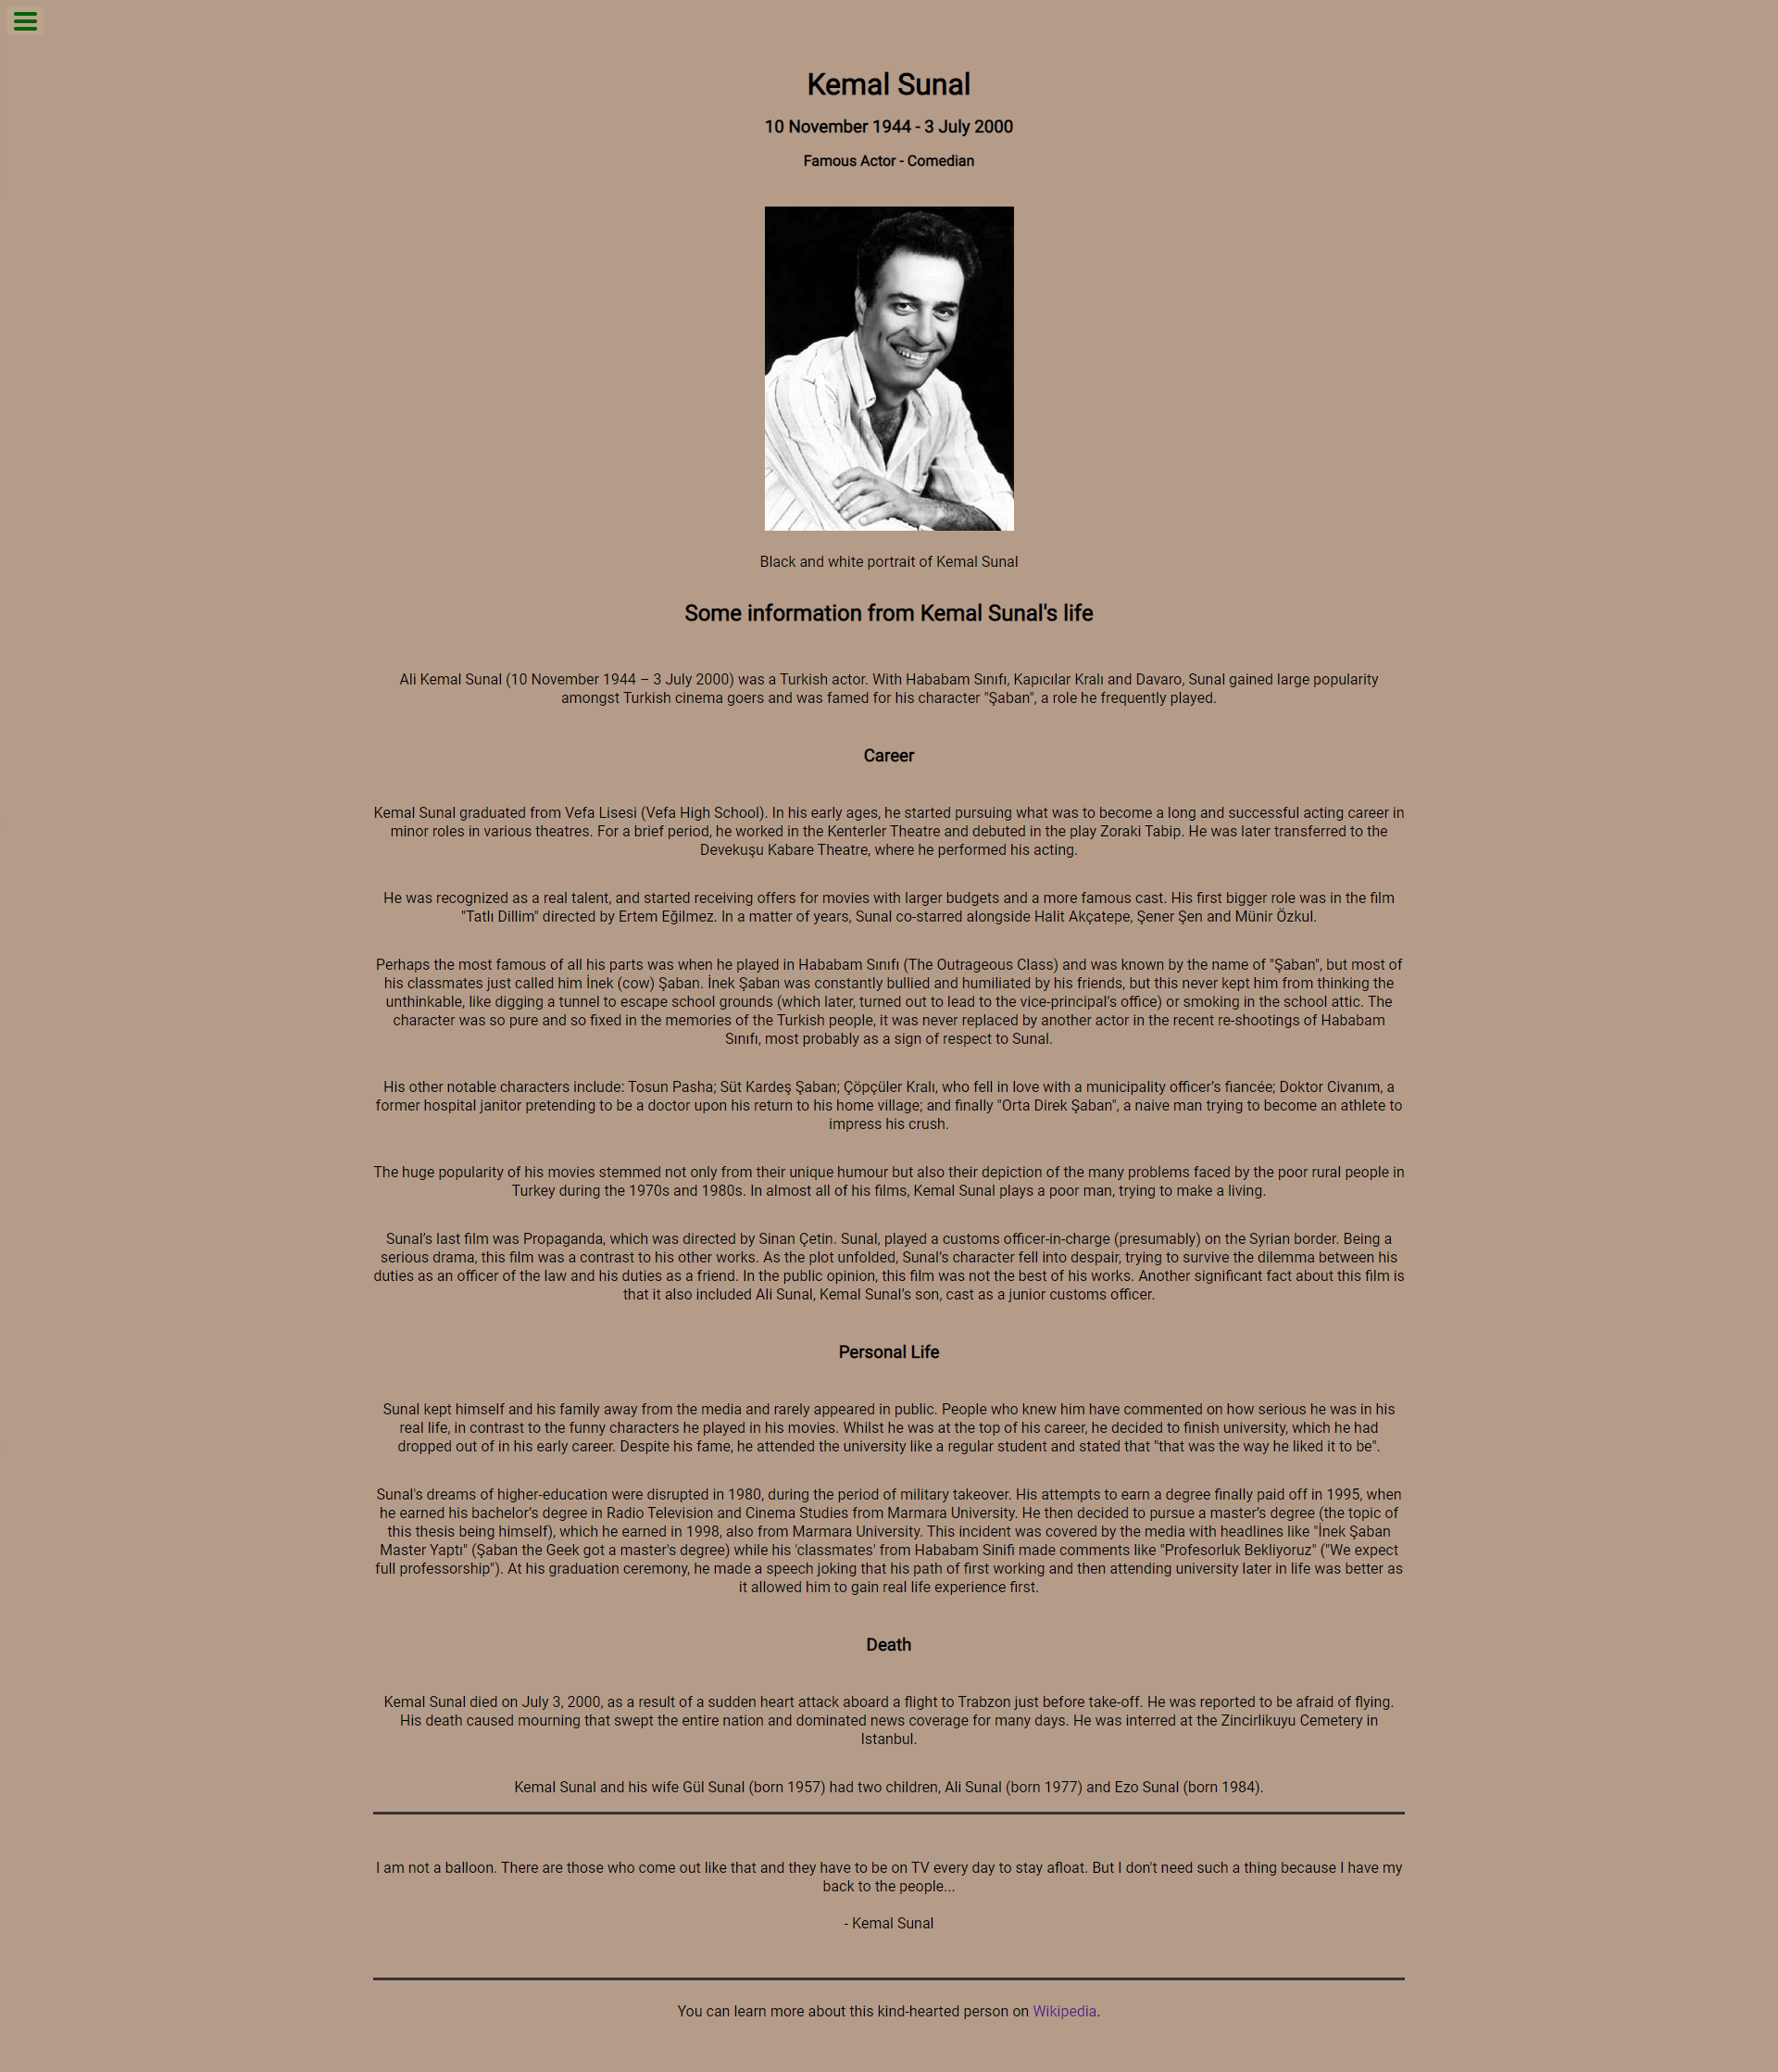 Kemal Sunal
10 November 1944 - 3 July 2000
Famous Actor - Comedian
Black and white portrait of Kemal Sunal
Some information from Kemal Sunal's life
Ali Kemal Sunal (10 November 1944 – 3 July 2000) was a Turkish actor. With Hababam Sınıfı, Kapıcılar Kralı and Davaro, Sunal gained large popularity
amongst Turkish cinema goers and was famed for his character "Şaban", a role he frequently played.
Career
Kemal Sunal graduated from Vefa Lisesi (Vefa High School). In his early ages, he started pursuing what was to become a long and successful acting career in
minor roles in various theatres. For a brief period, he worked in the Kenterler Theatre and debuted in the play Zoraki Tabip. He was later transferred to the
Devekuşu Kabare Theatre, where he performed his acting.
He was recognized as a real talent, and started receiving offers for movies with larger budgets and a more famous cast. His first bigger role was in the film
"Tatlı Dillim" directed by Ertem Eğilmez. In a matter of years, Sunal co-starred alongside Halit Akçatepe, Şener Şen and Münir Özkul.
Perhaps the most famous of all his parts was when he played in Hababam Sınıfı (The Outrageous Class) and was known by the name of "Şaban", but most of
his classmates just called him İnek (cow) Şaban. İnek Şaban was constantly bullied and humiliated by his friends, but this never kept him from thinking the
unthinkable, like digging a tunnel to escape school grounds (which later, turned out to lead to the vice-principal’s office) or smoking in the school attic. The
character was so pure and so fixed in the memories of the Turkish people, it was never replaced by another actor in the recent re-shootings of Hababam
Sınıfı, most probably as a sign of respect to Sunal.
His other notable characters include: Tosun Pasha; Süt Kardeş Şaban; Çöpçüler Kralı, who fell in love with a municipality officer's fiancée; Doktor Civanım, a
former hospital janitor pretending to be a doctor upon his return to his home village; and finally "Orta Direk Şaban", a naive man trying to become an athlete to
impress his crush.
The huge popularity of his movies stemmed not only from their unique humour but also their depiction of the many problems faced by the poor rural people in
Turkey during the 1970s and 1980s. In almost all of his films, Kemal Sunal plays a poor man, trying to make a living.
Sunal’s last film was Propaganda, which was directed by Sinan Çetin. Sunal, played a customs officer-in-charge (presumably) on the Syrian border. Being a
serious drama, this film was a contrast to his other works. As the plot unfolded, Sunal’s character fell into despair, trying to survive the dilemma between his
duties as an officer of the law and his duties as a friend. In the public opinion, this film was not the best of his works. Another significant fact about this film is
that it also included Ali Sunal, Kemal Sunal’s son, cast as a junior customs officer.
Personal Life
Sunal kept himself and his family away from the media and rarely appeared in public. People who knew him have commented on how serious he was in his
real life, in contrast to the funny characters he played in his movies. Whilst he was at the top of his career, he decided to finish university, which he had
dropped out of in his early career. Despite his fame, he attended the university like a regular student and stated that "that was the way he liked it to be".
Sunal's dreams of higher-education were disrupted in 1980, during the period of military takeover. His attempts to earn a degree finally paid off in 1995, when
he earned his bachelor’s degree in Radio Television and Cinema Studies from Marmara University. He then decided to pursue a master’s degree (the topic of
this thesis being himself), which he earned in 1998, also from Marmara University. This incident was covered by the media with headlines like "İnek Şaban
Master Yaptı" (Şaban the Geek got a master's degree) while his 'classmates' from Hababam Sinifi made comments like "Profesorluk Bekliyoruz" ("We expect
full professorship"). At his graduation ceremony, he made a speech joking that his path of first working and then attending university later in life was better as
it allowed him to gain real life experience first.
Death
Kemal Sunal died on July 3, 2000, as a result of a sudden heart attack aboard a flight to Trabzon just before take-off. He was reported to be afraid of flying.
His death caused mourning that swept the entire nation and dominated news coverage for many days. He was interred at the Zincirlikuyu Cemetery in
Istanbul.
Kemal Sunal and his wife Gül Sunal (born 1957) had two children, Ali Sunal (born 1977) and Ezo Sunal (born 1984).
I am not a balloon. There are those who come out like that and they have to be on TV every day to stay afloat. But I don't need such a thing because I have my
back to the people...
- Kemal Sunal
You can learn more about this kind-hearted person on Wikipedia.